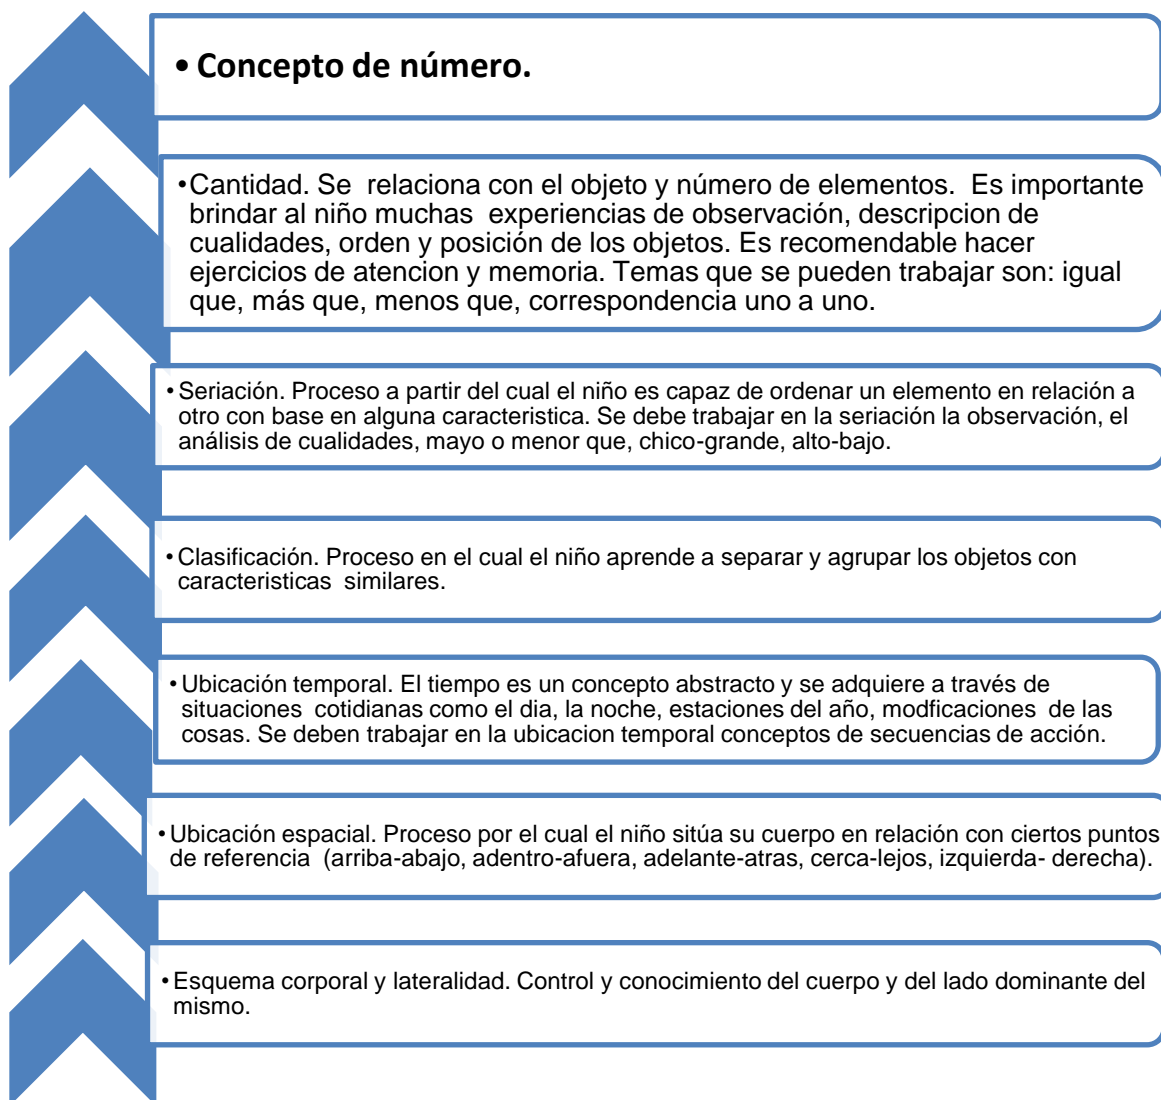 • Concepto de número.
•Cantidad. Se relaciona con el objeto y número de elementos. Es importante
brindar al niño muchas experiencias de observación, descripcion de
cualidades, orden y posición de los objetos. Es recomendable hacer
ejercicios de atencion y memoria. Temas que se pueden trabajar son: igual
que, más que, menos que, correspondencia uno a uno.
•Seriación. Proceso a partir del cual el niño es capaz de ordenar un elemento en relación a
otro con base en alguna caracteristica. Se debe trabajar en la seriación la observación, el
análisis de cualidades, mayo o menor que, chico-grande, alto-bajo.
•Clasificación. Proceso en el cual el niño aprende a separar y agrupar los objetos con
caracteristicas similares.
•Ubicación temporal. El tiempo es un concepto abstracto y se adquiere a través de
situaciones cotidianas como el dia, la noche, estaciones del año, modficaciones de las
cosas. Se deben trabajar en la ubicacion temporal conceptos de secuencias de acción.
•Ubicación espacial. Proceso por el cual el niño sitúa su cuerpo en relación con ciertos puntos
de referencia (arriba-abajo, adentro-afuera, adelante-atras, cerca-lejos, izquierda- derecha).
•Esquema corporal y lateralidad. Control y conocimiento del cuerpo y del lado dominante del
mismo.